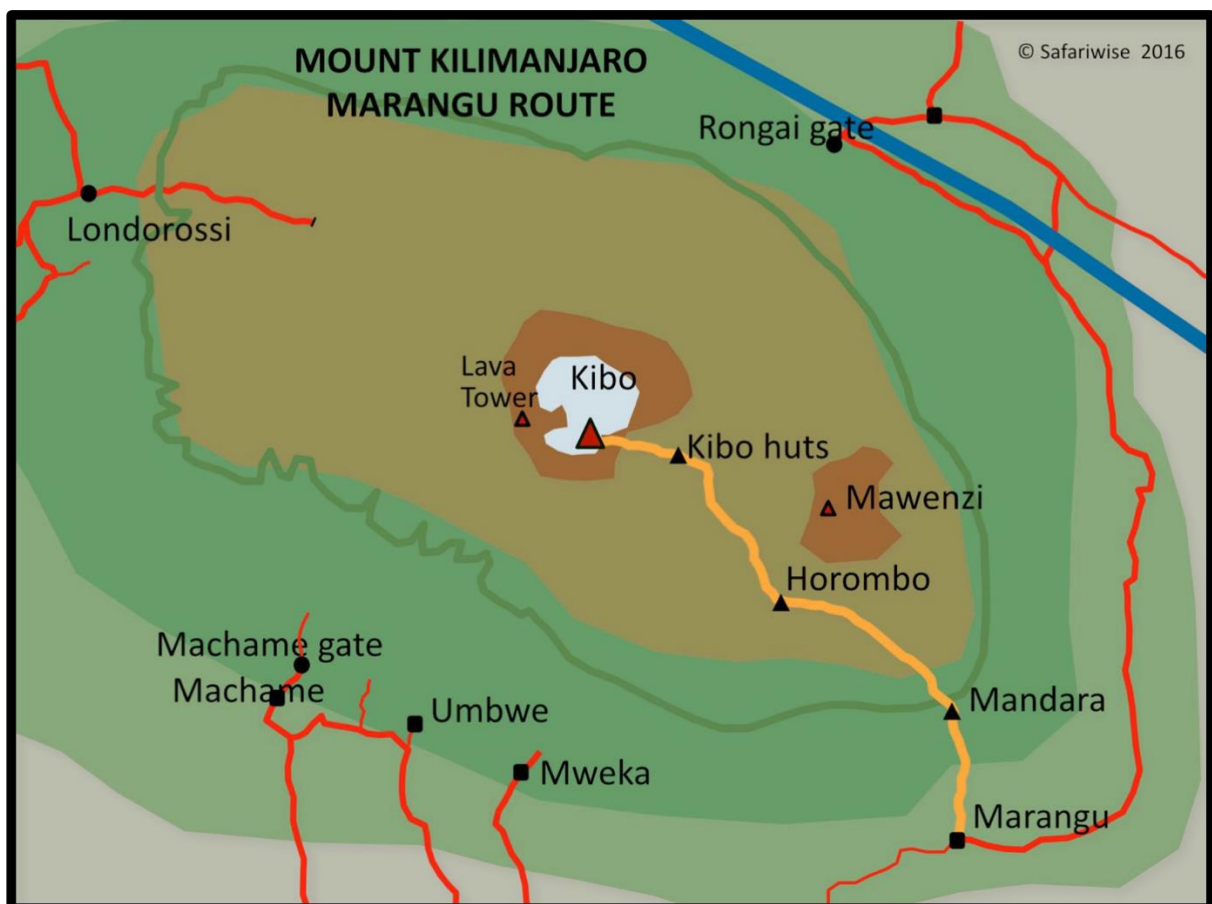 MOUNT KILIMANJARO
MARANGU ROUTE
© Safariwise 2016
Rongai gate
Londorossi
Lava
Tower
Kibo
Kibo huts
Mawenzi
Horombo
Machame gate
Machame
Umbwe
Mandara
Mweka
Marangu